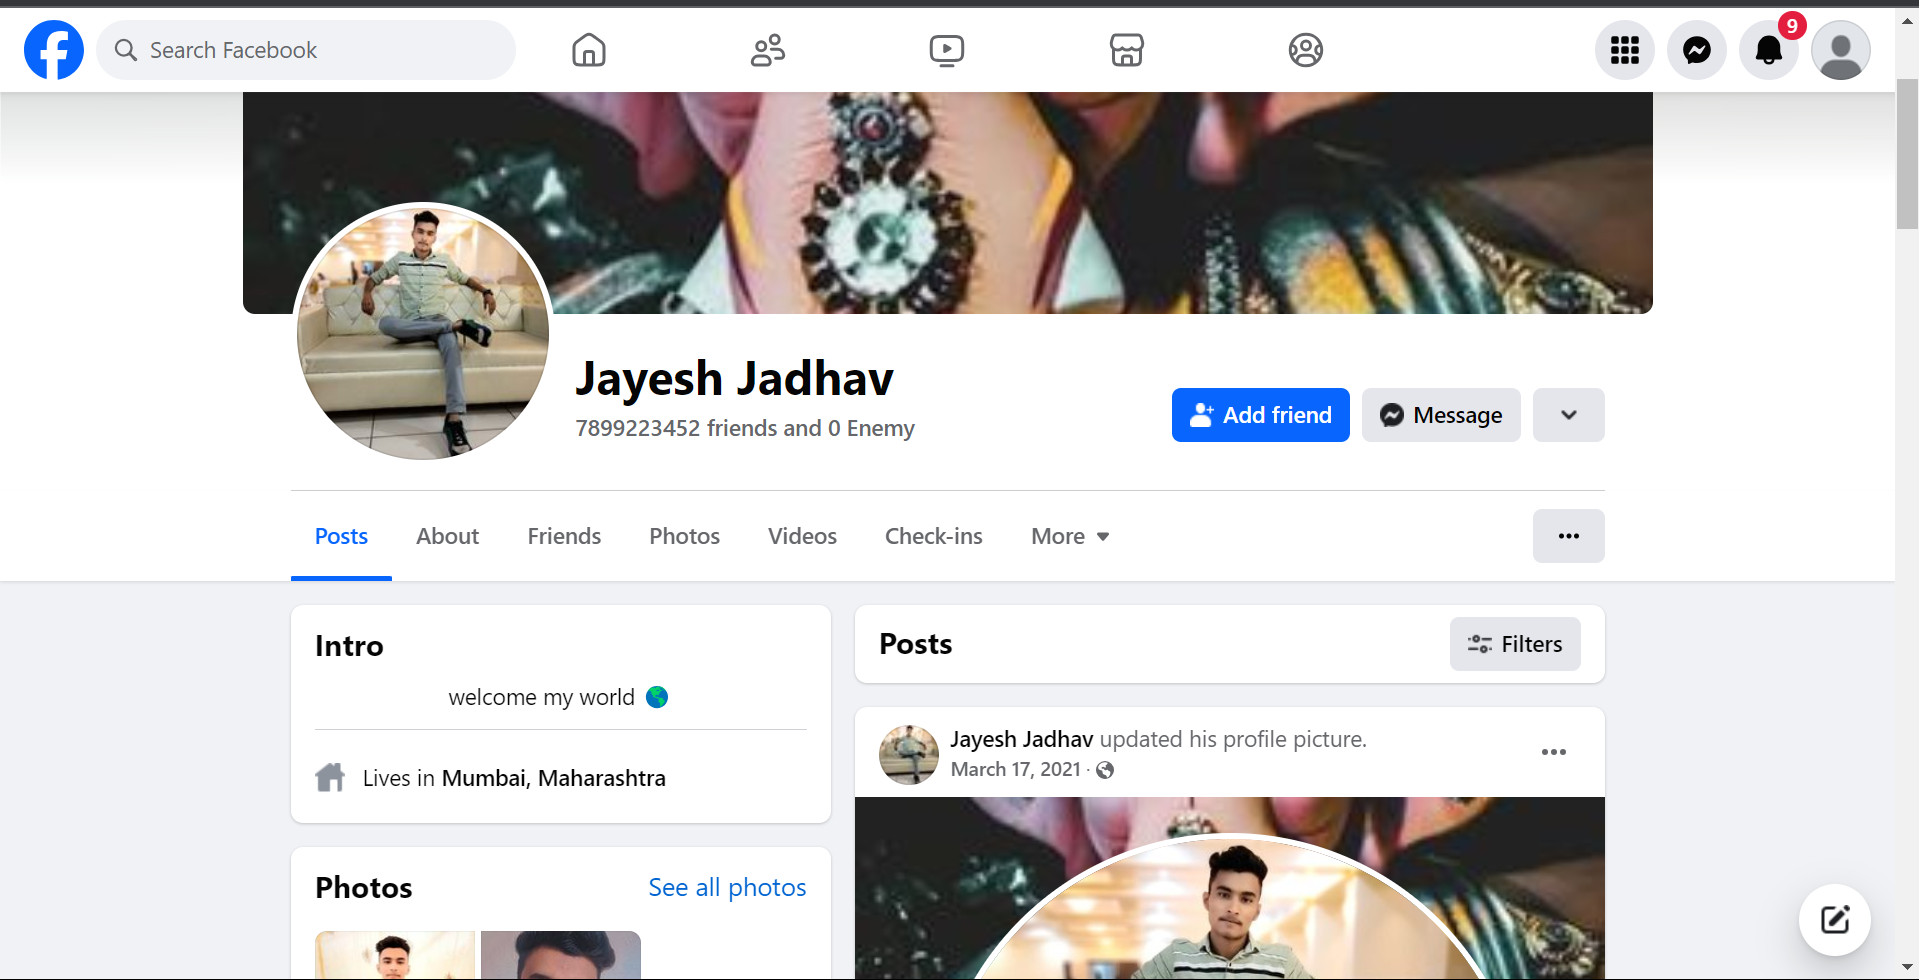 Search Facebook
9
Jayesh Jadhav
7899223452 friends and 0 Enemy
Add friend
Message
Posts About Friends Photos Videos Check-ins More
Intro
welcome my world 🌎
Lives in Mumbai, Maharashtra
Photos
See all photos
Posts
Filters
Jayesh Jadhav updated his profile picture.
March 17, 2021 ·